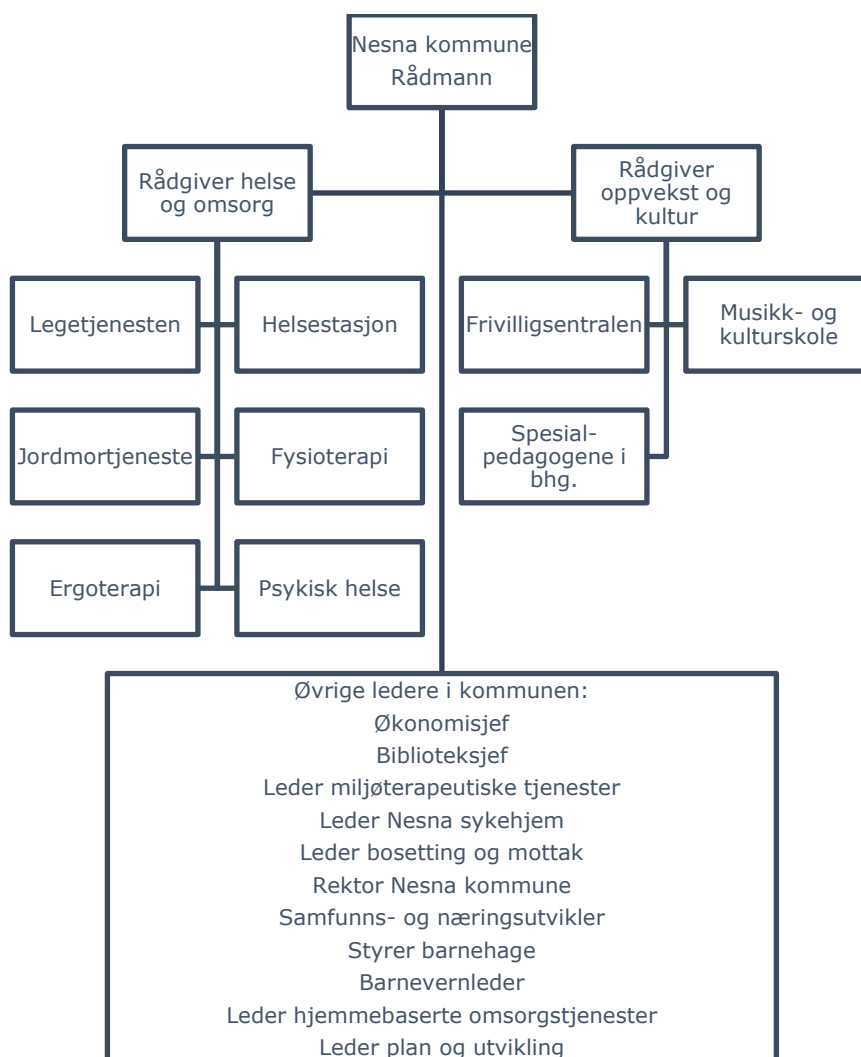 Nesna kommune
Rådmann
Rådgiver helse
og omsorg
Rådgiver
oppvekst og
kultur
Legetjenesten
Helsestasjon
Frivilligsentralen
Musikk- og
kulturskole
Jordmortjeneste
Fysioterapi
Spesial-
pedagogene i
bhg.
Ergoterapi
Psykisk helse
Øvrige ledere i kommunen:
Økonomisjef
Biblioteksjef
Leder miljøterapeutiske tjenester
Leder Nesna sykehjem
Leder bosetting og mottak
Rektor Nesna kommune
Samfunns- og næringsutvikler
Styrer barnehage
Barnevernleder
Leder hjemmebaserte omsorgstjenester
Leder plan og utvikling